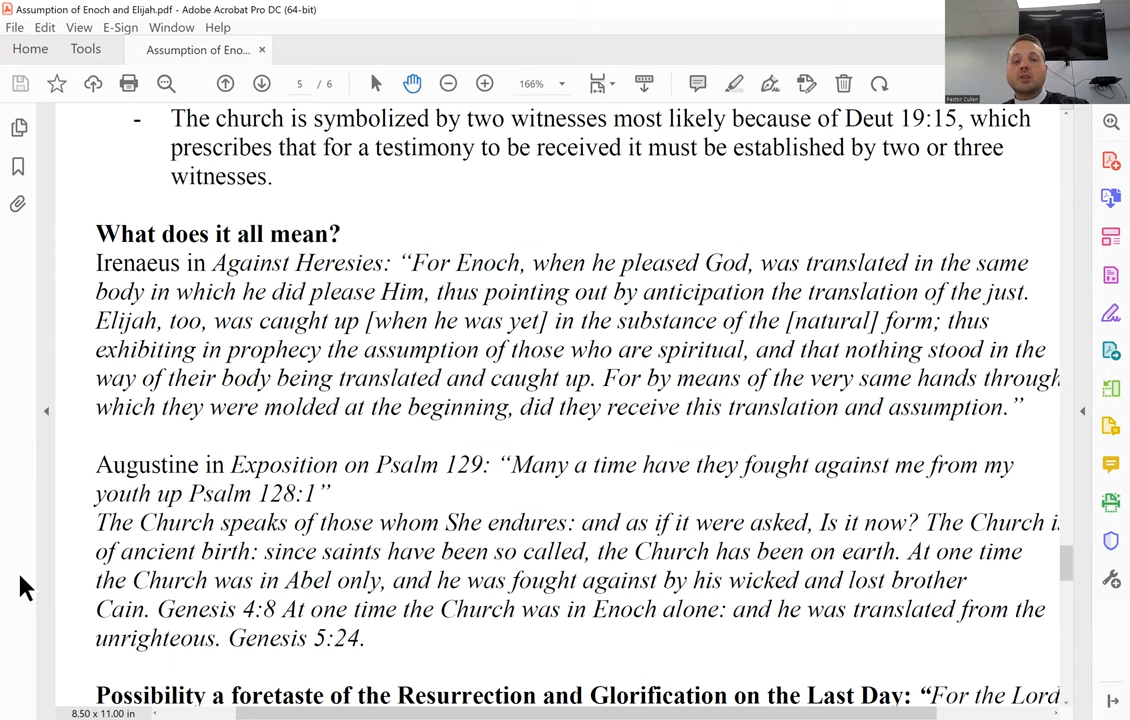 Assumption of Enoch and Elijah.pdf - Adobe Acrobat Pro DC (64-bit)
File Edit View E-Sign Window Help
Home Tools Assumption of Eno... ×
5 / 6 166%
Pastor Cullen
- The church is symbolized by two witnesses most likely because of Deut 19:15, which
prescribes that for a testimony to be received it must be established by two or three
witnesses.
What does it all mean?
Irenaeus in Against Heresies: “For Enoch, when he pleased God, was translated in the same
body in which he did please Him, thus pointing out by anticipation the translation of the just.
Elijah, too, was caught up [when he was yet] in the substance of the [natural] form; thus
exhibiting in prophecy the assumption of those who are spiritual, and that nothing stood in the
way of their body being translated and caught up. For by means of the very same hands through
which they were molded at the beginning, did they receive this translation and assumption.”
Augustine in Exposition on Psalm 129: “Many a time have they fought against me from my
youth up Psalm 128:1”
The Church speaks of those whom She endures: and as if it were asked, Is it now? The Church i
of ancient birth: since saints have been so called, the Church has been on earth. At one time
the Church was in Abel only, and he was fought against by his wicked and lost brother
Cain. Genesis 4:8 At one time the Church was in Enoch alone: and he was translated from the
unrighteous. Genesis 5:24.
Possibility a foretaste of the Resurrection and Glorification on the Last Day: “For the Lord
8.50 x 11.00 in